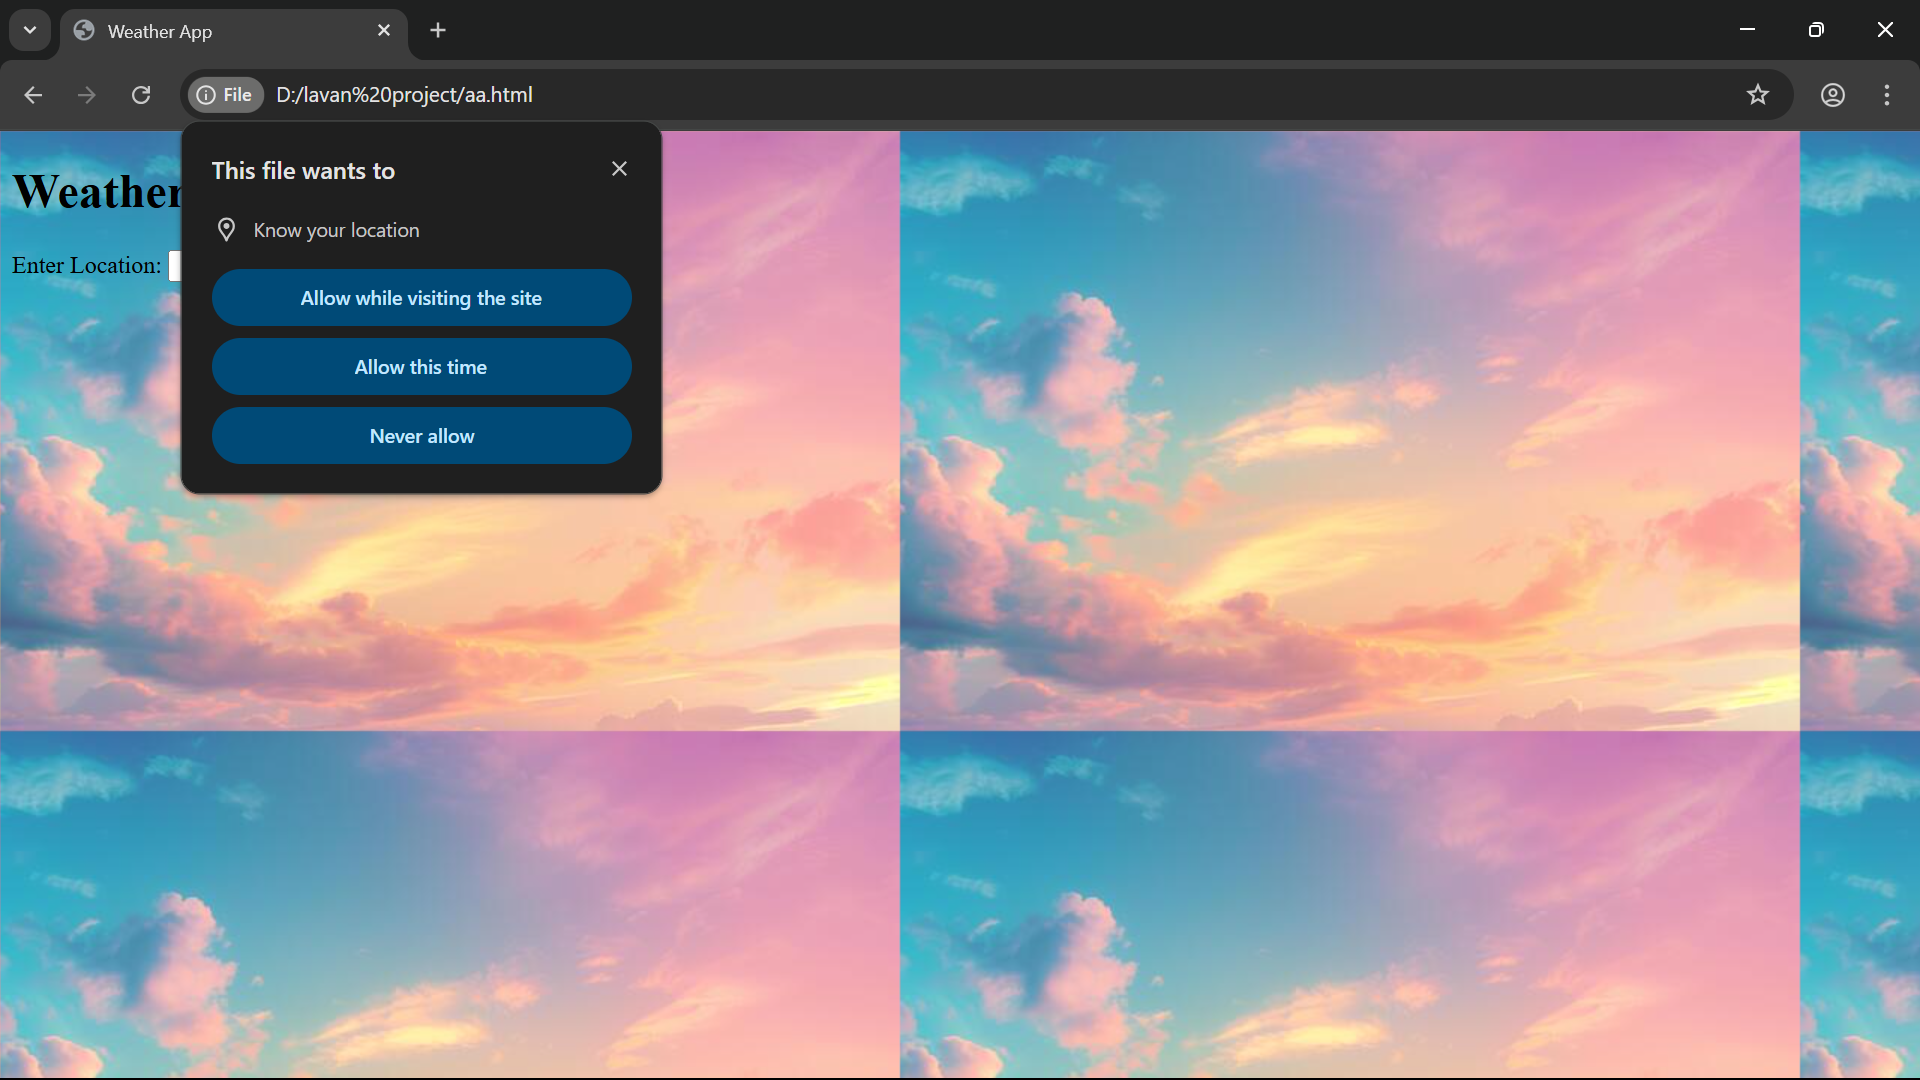 Weather App
File D:/lavan%20project/aa.html
This file wants to
Know your location
Allow while visiting the site
Allow this time
Never allow
Weather
Enter Location: